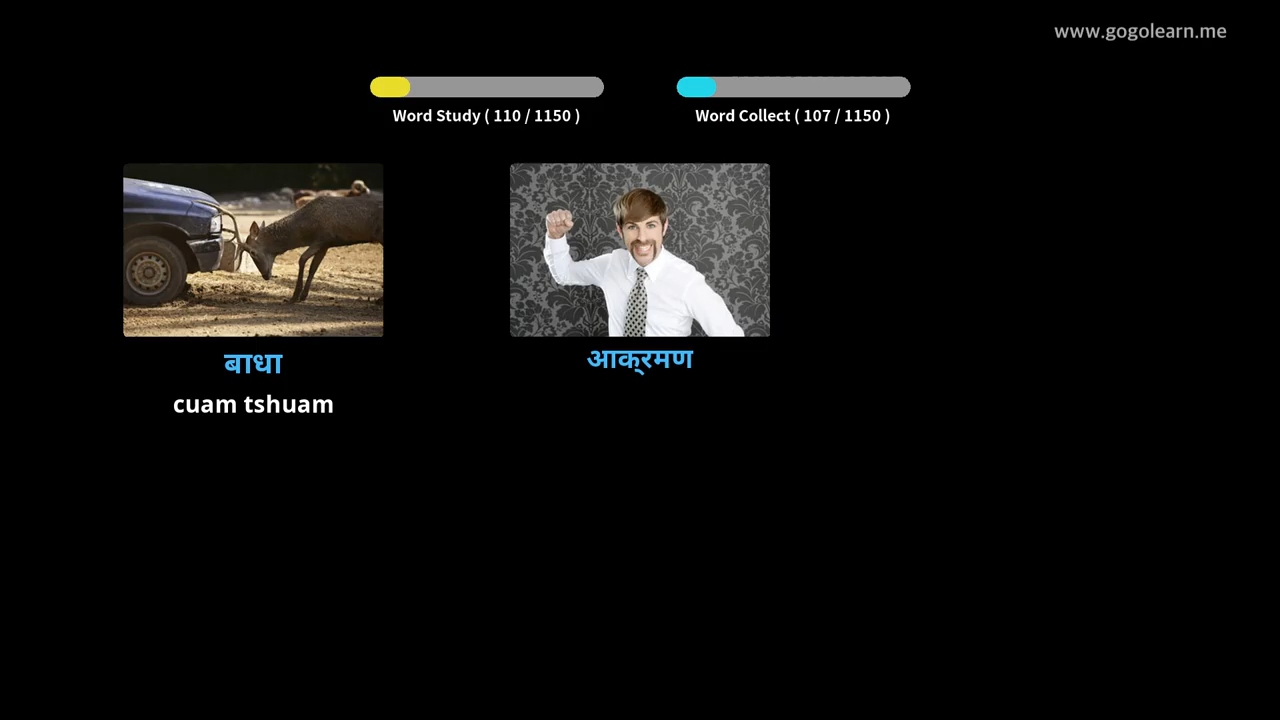 www.gogolearn.me
Word Study ( 110 / 1150 )
Word Collect ( 107 / 1150 )
बाधा
cuam tshuam
आक्रमण